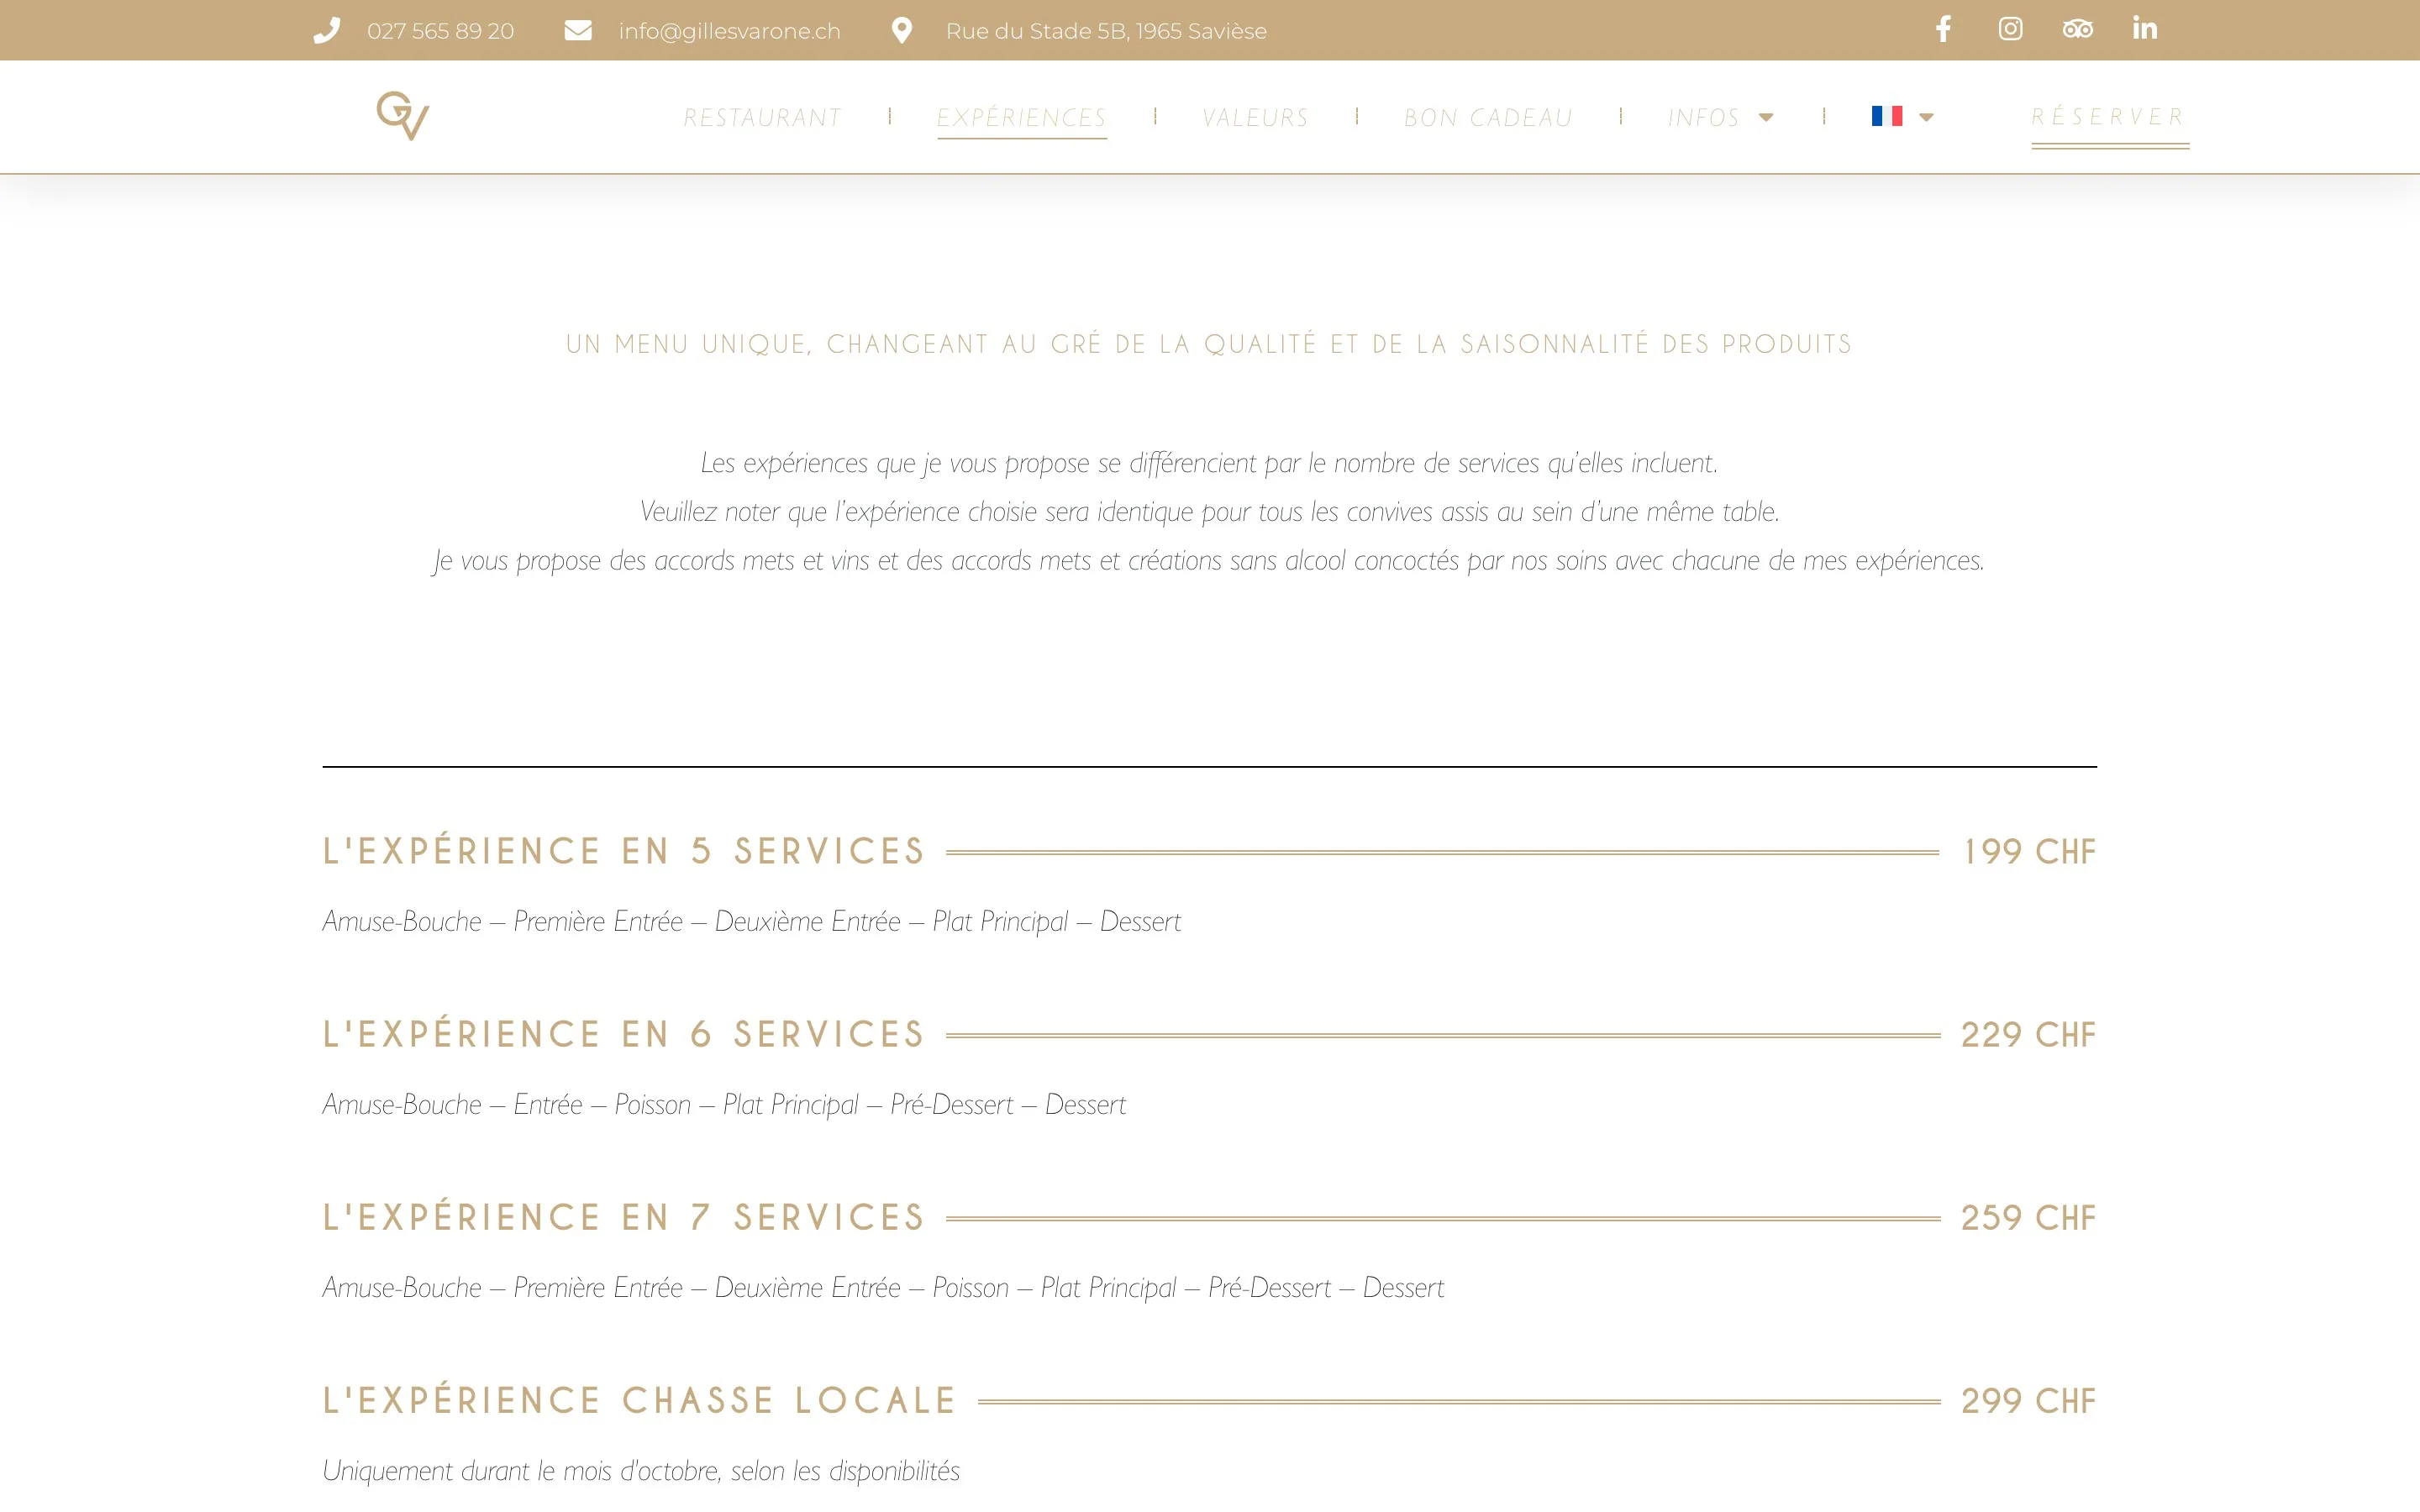 027 565 89 20 info@gillesvarone.ch Rue du Stade 5B, 1965 Savièse
GV RESTAURANT EXPÉRIENCES VALEURS BON CADEAU INFOS RÉSERVER
UN MENU UNIQUE, CHANGEANT AU GRÉ DE LA QUALITÉ ET DE LA SAISONNALITÉ DES PRODUITS
Les expériences que je vous propose se différencient par le nombre de services qu’elles incluent.
Veuillez noter que l’expérience choisie sera identique pour tous les convives assis au sein d’une même table.
Je vous propose des accords mets et vins et des accords mets et créations sans alcool concoctés par nos soins avec chacune de mes expériences.
L'EXPÉRIENCE EN 5 SERVICES 199 CHF
Amuse-Bouche – Première Entrée – Deuxième Entrée – Plat Principal – Dessert
L'EXPÉRIENCE EN 6 SERVICES 229 CHF
Amuse-Bouche – Entrée – Poisson – Plat Principal – Pré-Dessert – Dessert
L'EXPÉRIENCE EN 7 SERVICES 259 CHF
Amuse-Bouche – Première Entrée – Deuxième Entrée – Poisson – Plat Principal – Pré-Dessert – Dessert
L'EXPÉRIENCE CHASSE LOCALE 299 CHF
Uniquement durant le mois d'octobre, selon les disponibilités